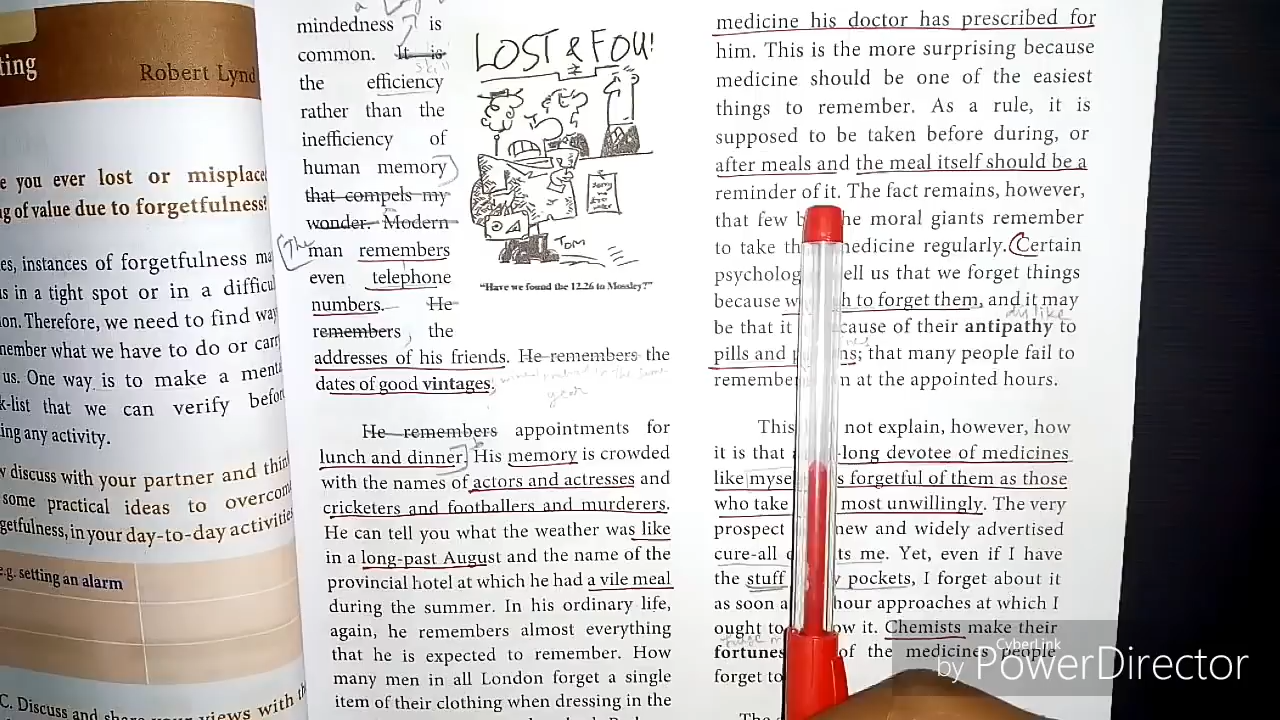 ting
Robert Lynd
e you ever lost or misplace
g of value due to forgetfulness?
es, instances of forgetfulness ma
us in a tight spot or in a difficul
on. Therefore, we need to find way
member what we have to do or carr
us. One way is to make a ment
k-list that we can verify befor
ing any activity.
w discuss with your partner and thin
some practical ideas to overcom
getfulness, in your day-to-day activitie
e.g. setting an alarm
C. Discuss and share your views with th
a
mindedness is
common. It is
skill
the efficiency
rather than the
inefficiency of
human memory
that compels my
wonder. Modern
The
man remembers
even telephone
numbers. He
remembers, the
addresses of his friends. He remembers the
dates of good vintages.
year
He remembers appointments for
lunch and dinner. His memory is crowded
with the names of actors and actresses and
cricketers and footballers and murderers.
He can tell you what the weather was like
in a long-past August and the name of the
provincial hotel at which he had a vile meal
during the summer. In his ordinary life,
again, he remembers almost everything
that he is expected to remember. How
many men in all London forget a single
item of their clothing when dressing in the
LOST & FOU!
TOM
"Have we found the 12.26 to Mossley?"
medicine his doctor has prescribed for
him. This is the more surprising because
medicine should be one of the easiest
things to remember. As a rule, it is
supposed to be taken before during, or
after meals and the meal itself should be a
reminder of it. The fact remains, however,
that few b he moral giants remember
to take th medicine regularly. Certain
psycholog ell us that we forget things
because w h to forget them, and it may
dislike
be that it cause of their antipathy to
pills and p ns; that many people fail to
remember m at the appointed hours.
This not explain, however, how
it is that a -long devotee of medicines
like myse s forgetful of them as those
who take most unwillingly. The very
prospect new and widely advertised
cure-all ts me. Yet, even if I have
the stuff y pockets, I forget about it
as soon a hour approaches at which I
ought to ow it. Chemists make their
fortunes of the medicines people
forget to
CyberLink
by PowerDirector